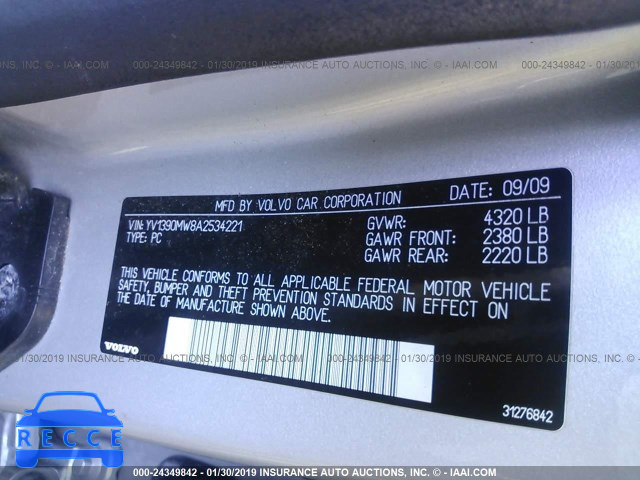 000-24349842 - 01/30/2019 INSURANCE AUTO AUCTIONS, INC. - © - IAAI.COM
MFD BY VOLVO CAR CORPORATION DATE: 09/09
VIN: YV1390MW8A2534221 GVWR: 4320 LB
TYPE: PC GAWR FRONT: 2380 LB
GAWR REAR: 2220 LB
THIS VEHICLE CONFORMS TO ALL APPLICABLE FEDERAL MOTOR VEHICLE
SAFETY, BUMPER AND THEFT PREVENTION STANDARDS IN EFFECT ON
THE DATE OF MANUFACTURE SHOWN ABOVE.
VOLVO
000-24349842 - 01/30/2019 INSURANCE AUTO AUCTIONS, INC. - © - IAAI.COM
31276842
RECCE
000-24349842 - 01/30/2019 INSURANCE AUTO AUCTIONS, INC. - © - IAAI.COM